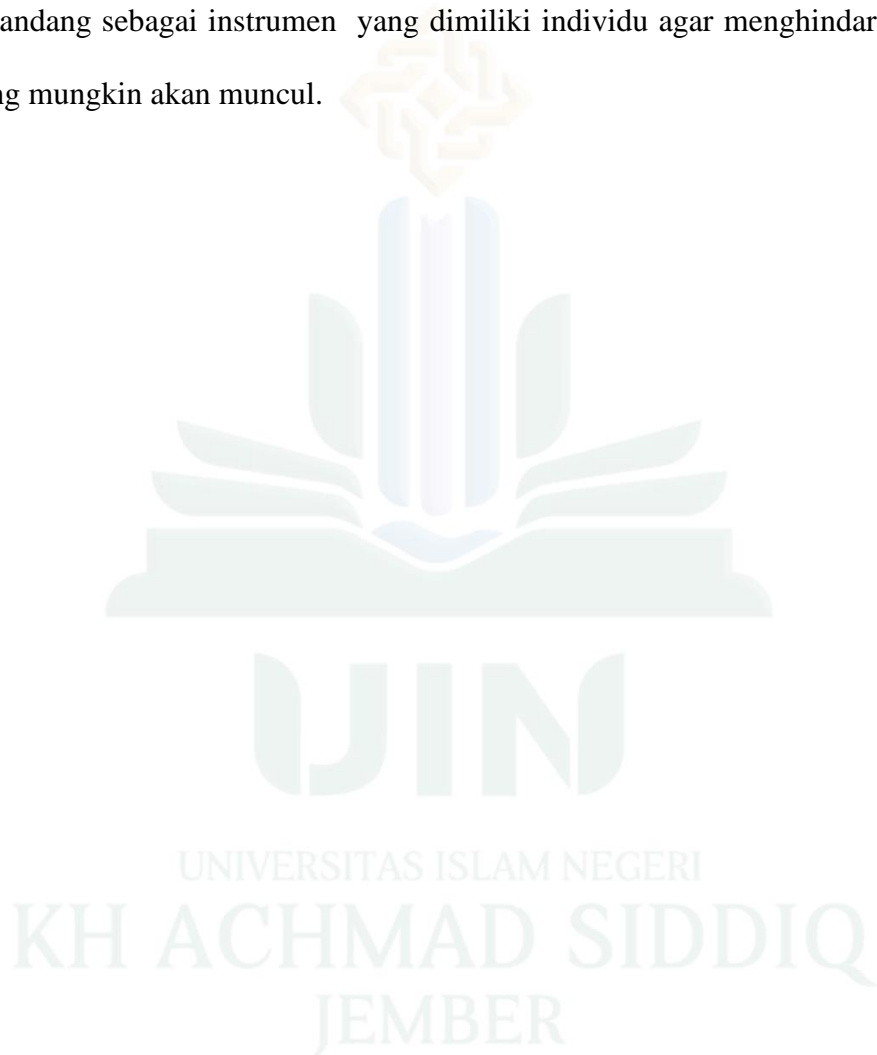 andang sebagai instrumen yang dimiliki individu agar menghindar
ng mungkin akan muncul.
UIN
UNIVERSITAS ISLAM NEGERI
KH ACHMAD SIDDIQ
JEMBER